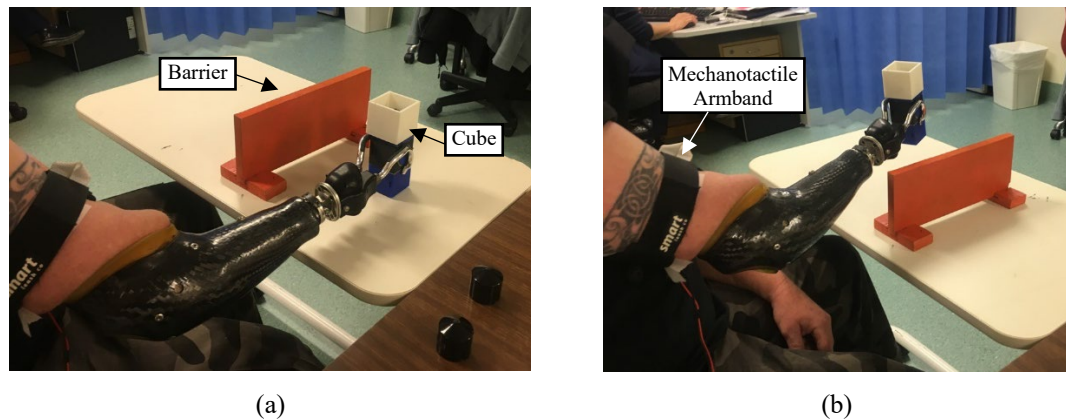 Barrier
Cube
smart
Mechanotactile
Armband
smart
(a)
(b)